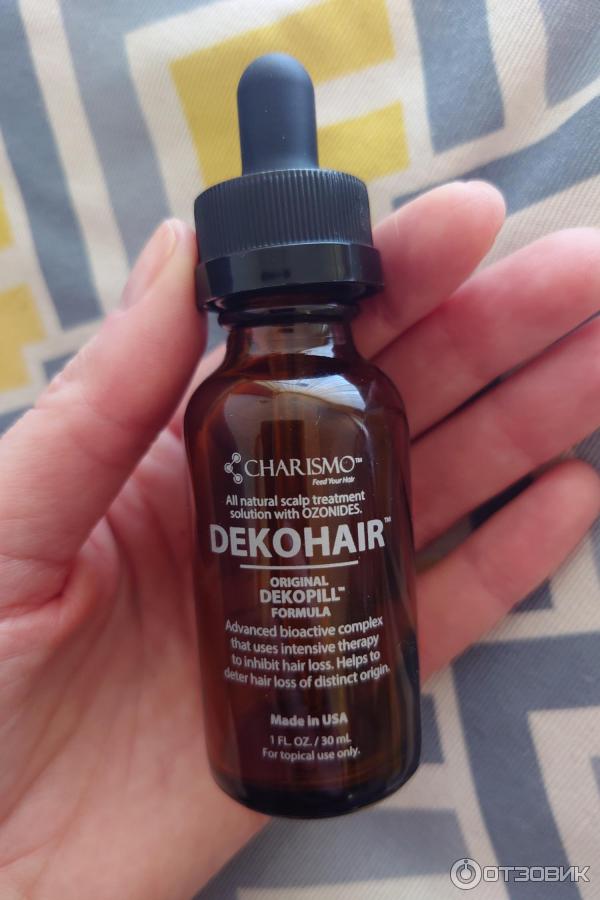 CHARISMO™
Feed Your Hair
All natural scalp treatment
solution with OZONIDES.
DEKOHAIR™
ORIGINAL
DEKOPILL™
FORMULA
Advanced bioactive complex
that uses intensive therapy
to inhibit hair loss. Helps to
deter hair loss of distinct origin.
Made in USA
1 FL. OZ. / 30 mL
For topical use only.
ОТЗОВИК